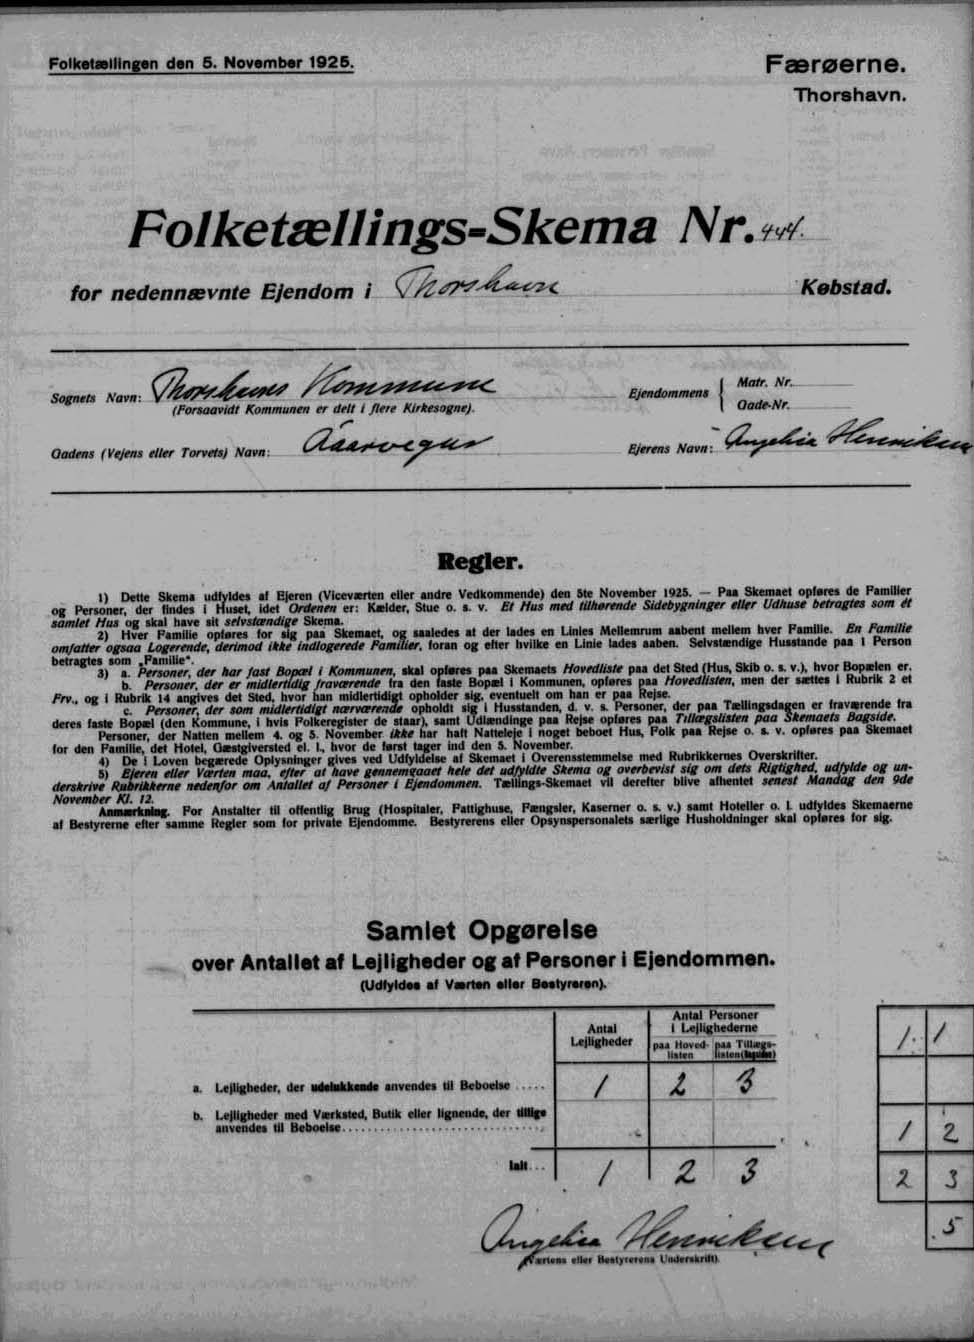 Folketællingen den 5. November 1925.
Færøerne.
Thorshavn.
Folketællings-Skema Nr. 444.
for nedennævnte Ejendom i Thorshavn Købstad.
Sognets Navn: Thorshavns Kommune
(Forsaavidt Kommunen er delt i flere Kirkesogne).
Ejendommens { Matr. Nr.
Gade-Nr.
Gadens (Vejens eller Torvets) Navn: Aaarvegur
Ejerens Navn: Angelia Henriksen
Regler.
1) Dette Skema udfyldes af Ejeren (Viceværten eller andre Vedkommende) den 5te November 1925. — Paa Skemaet opføres de Familier
og Personer, der findes i Huset, idet Ordenen er: Kælder, Stue o. s. v. Et Hus med tilhørende Sidebygninger eller Udhuse betragtes som ét
samlet Hus og skal have sit selvstændige Skema.
2) Hver Familie opføres for sig paa Skemaet, og saaledes at der lades en Linies Mellemrum aabent mellem hver Familie. En Familie
omfatter ogsaa Logerende, derimod ikke indlogerede Familier, foran og efter hvilke en Linie lades aaben. Selvstændige Husstande paa 1 Person
betragtes som „Familie“.
3) a. Personer, der har fast Bopæl i Kommunen, skal opføres paa Skemaets Hovedliste paa det Sted (Hus, Skib o. s. v.), hvor Bopælen er.
b. Personer, der er midlertidig fraværende fra den faste Bopæl i Kommunen, opføres paa Hovedlisten, men der sættes i Rubrik 2 et
Frv., og i Rubrik 14 angives det Sted, hvor han midlertidigt opholder sig, eventuelt om han er paa Rejse.
c. Personer, der som midlertidigt nærværende opholdt sig i Husstanden, d. v. s. Personer, der paa Tællingsdagen er fraværende fra
deres faste Bopæl (den Kommune, i hvis Folkeregister de staar), samt Udlændinge paa Rejse opføres paa Tillægslisten paa Skemaets Bagside.
Personer, der Natten mellem 4. og 5. November ikke har haft Natteleje i noget beboet Hus, Folk paa Rejse o. s. v. opføres paa Skemaet
for den Familie, det Hotel, Gæstgiversted el. l., hvor de først tager ind den 5. November.
4) De i Loven begærede Oplysninger gives ved Udfyldelse af Skemaet i Overensstemmelse med Rubrikkernes Overskrifter.
5) Ejeren eller Værten maa, efter at have gennemgaaet hele det udfyldte Skema og overbevist sig om dets Rigtighed, udfylde og un-
derskrive Rubrikkerne nedenfor om Antallet af Personer i Ejendommen. Tællings-Skemaet vil derefter blive afhentet senest Mandag den 9de
November Kl. 12.
Anmærkning. For Anstalter til offentlig Brug (Hospitaler, Fattighuse, Fængsler, Kaserner o. s. v.) samt Hoteller o. l. udfyldes Skemaerne
af Bestyrerne efter samme Regler som for private Ejendomme. Bestyrerens eller Opsynspersonalets særlige Husholdninger skal opføres for sig.
Samlet Opgørelse
over Antallet af Lejligheder og af Personer i Ejendommen.
(Udfyldes af Værten eller Bestyreren).
Antal Lejligheder
Antal Personer i Lejlighederne
paa Hoved-listen
paa Tillægs-listen (Bagsiden)
a. Lejligheder, der udelukkende anvendes til Beboelse ..... 1 2 3
b. Lejligheder med Værksted, Butik eller lignende, der tillige
anvendes til Beboelse
Ialt... 1 2 3
1. 1
1 2
2 3
.5
Angelia Henriksen
(Værtens eller Bestyrerens Underskrift).